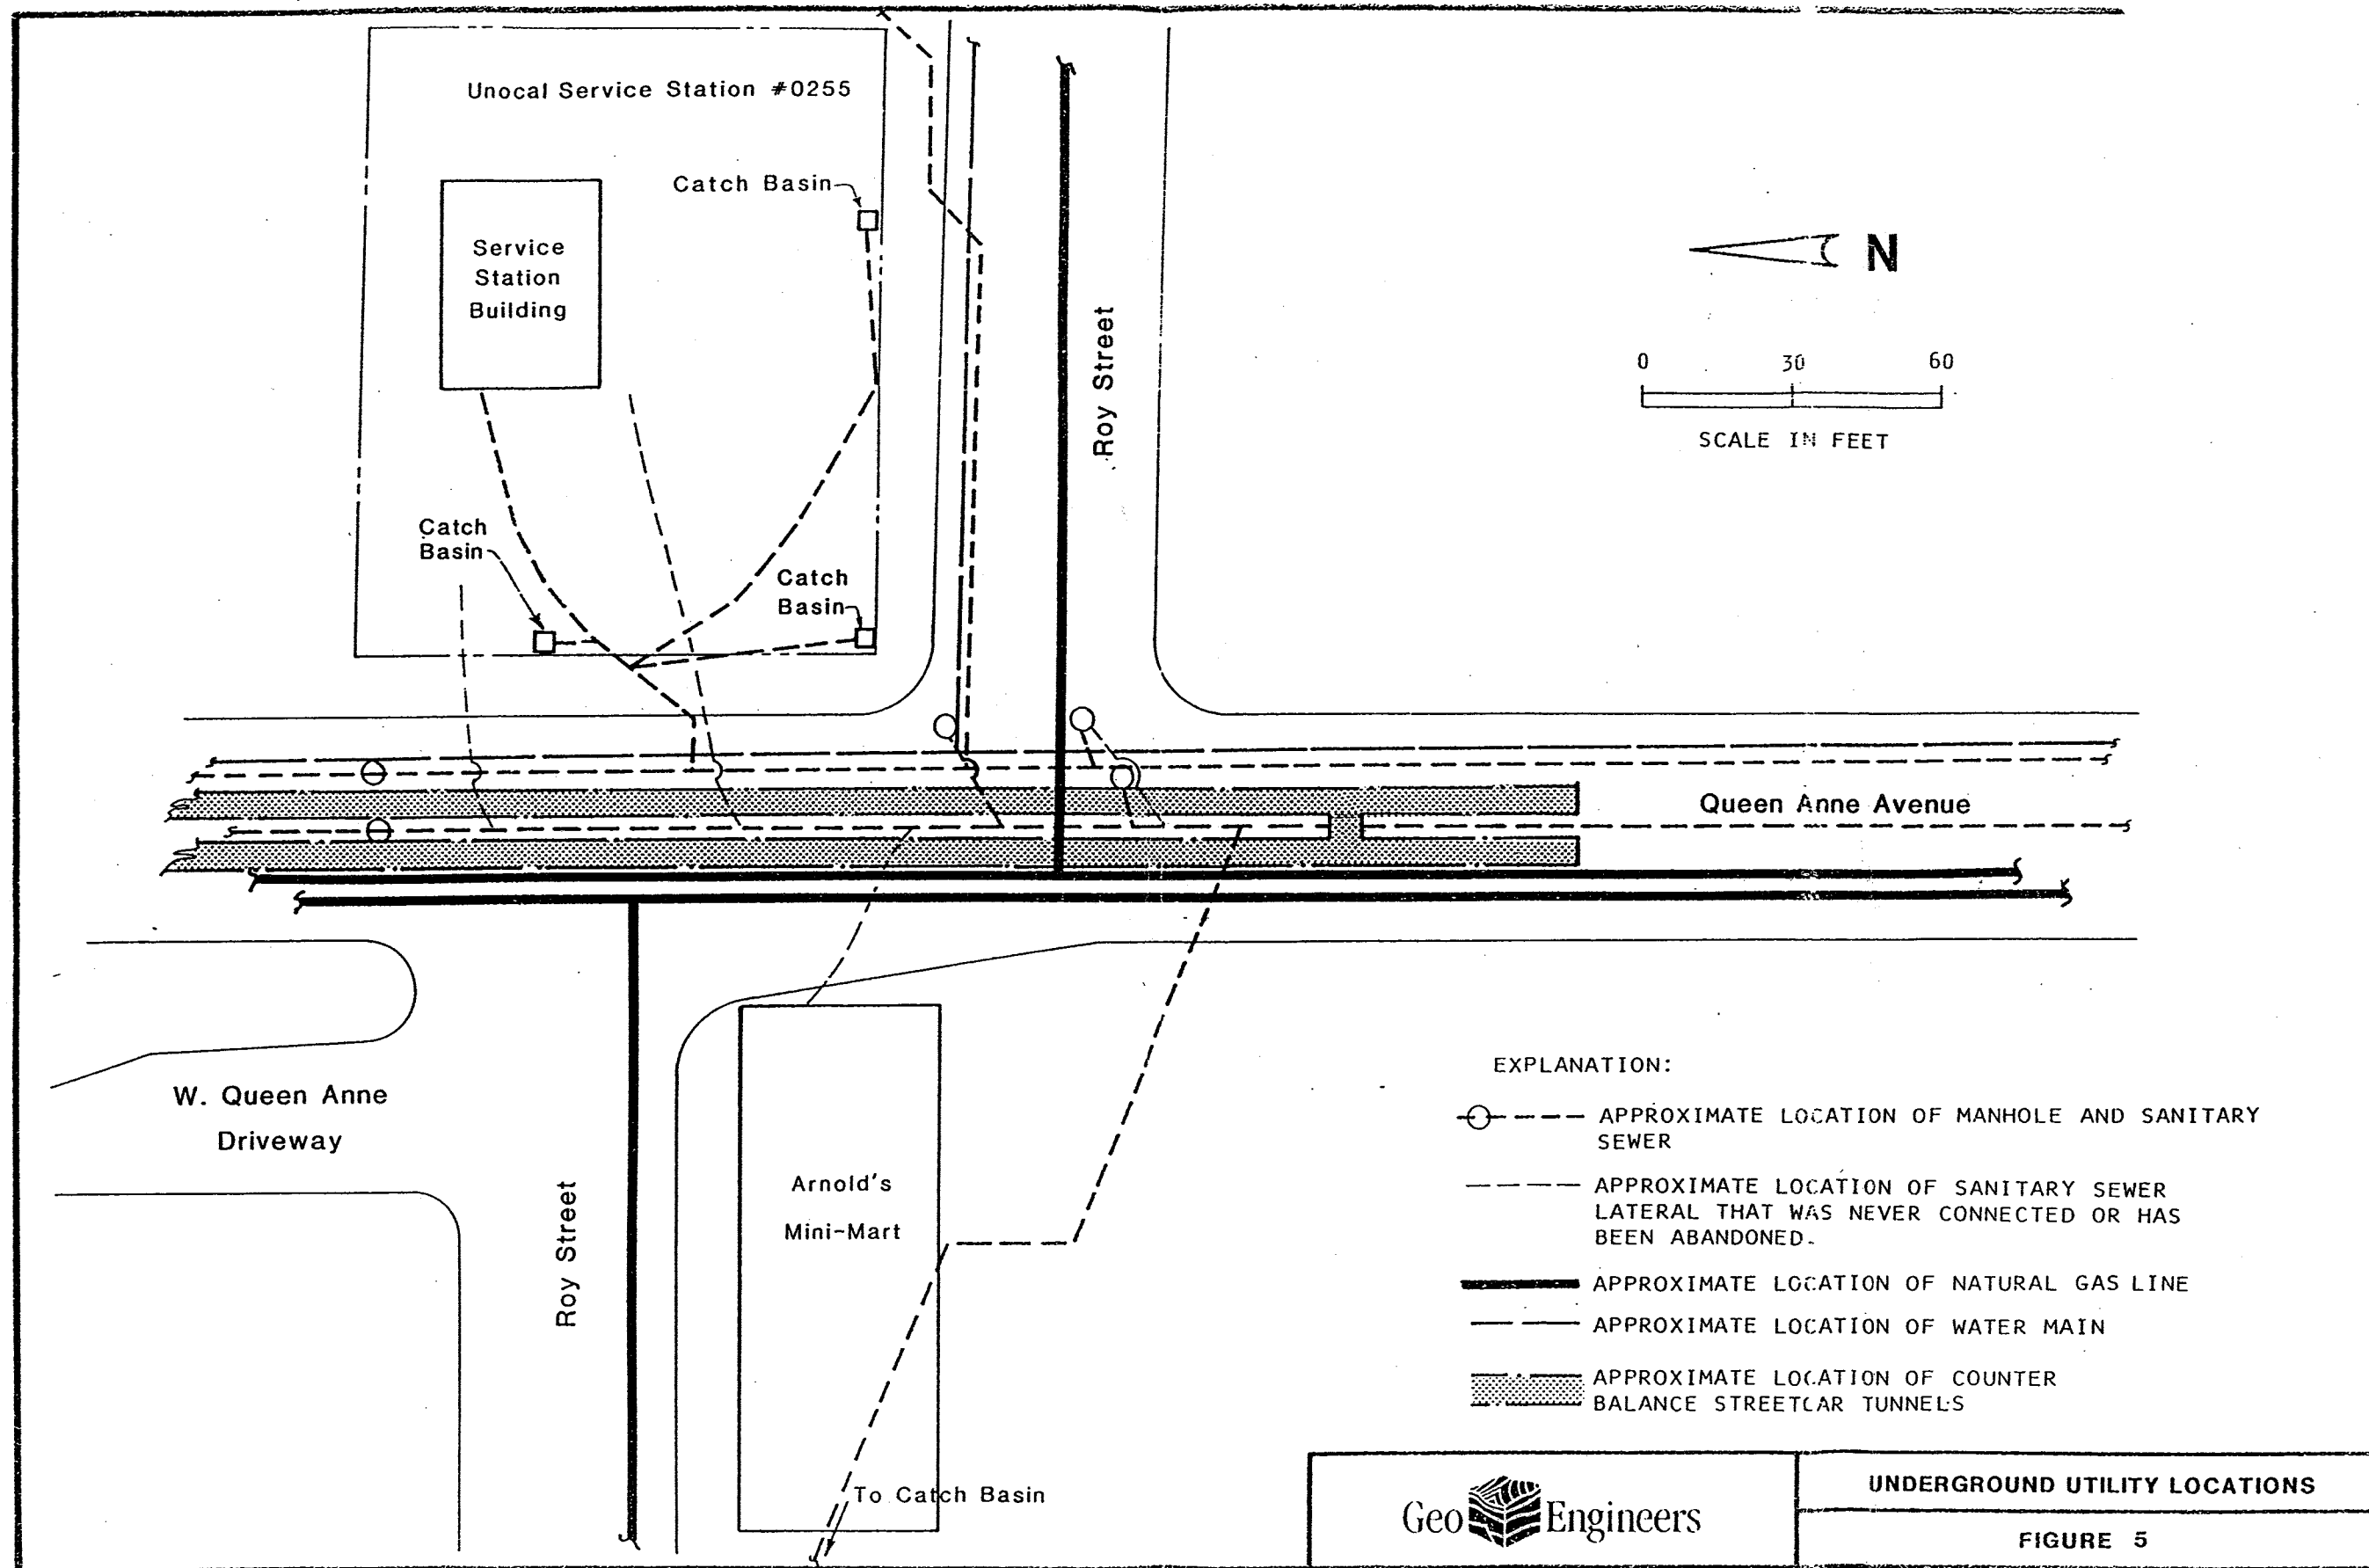 Unocal Service Station #0255
Catch Basin
Service
Station
Building
N
Roy Street
0 30 60
SCALE IN FEET
Catch
Basin
Catch
Basin
Queen Anne Avenue
W. Queen Anne
Driveway
Roy Street
Arnold's
Mini-Mart
To Catch Basin
EXPLANATION:
APPROXIMATE LOCATION OF MANHOLE AND SANITARY
SEWER
APPROXIMATE LOCATION OF SANITARY SEWER
LATERAL THAT WAS NEVER CONNECTED OR HAS
BEEN ABANDONED.
APPROXIMATE LOCATION OF NATURAL GAS LINE
APPROXIMATE LOCATION OF WATER MAIN
APPROXIMATE LOCATION OF COUNTER
BALANCE STREETCAR TUNNELS
Geo Engineers
UNDERGROUND UTILITY LOCATIONS
FIGURE 5